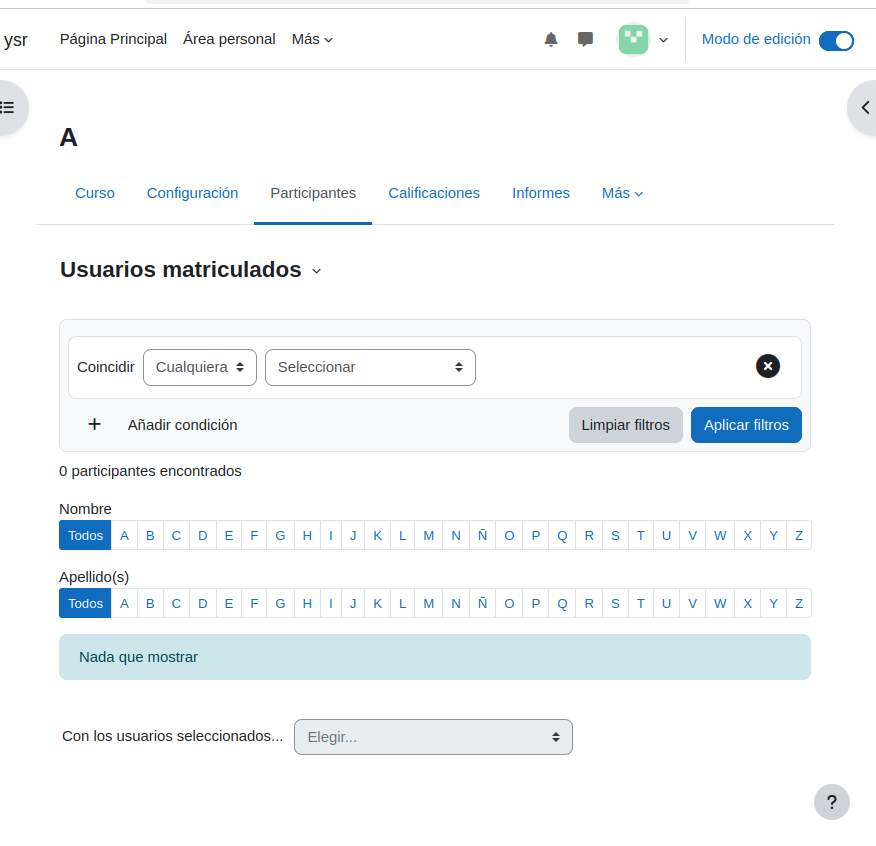 ysr Página Principal Área personal Más Modo de edición
A
Curso Configuración Participantes Calificaciones Informes Más
Usuarios matriculados
Coincidir Cualquiera Seleccionar
+ Añadir condición Limpiar filtros Aplicar filtros
0 participantes encontrados
Nombre
Todos A B C D E F G H I J K L M N Ñ O P Q R S T U V W X Y Z
Apellido(s)
Todos A B C D E F G H I J K L M N Ñ O P Q R S T U V W X Y Z
Nada que mostrar
Con los usuarios seleccionados... Elegir...
?